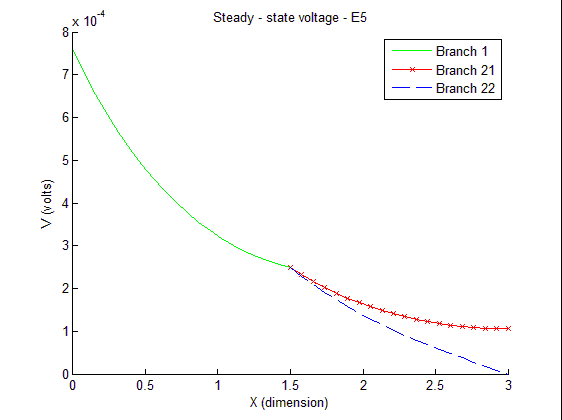 Steady - state voltage - E5
x 10^-4
8
7
6
5
4
3
2
1
0
V (volts)
0 0.5 1 1.5 2 2.5 3
X (dimension)
Branch 1
Branch 21
Branch 22